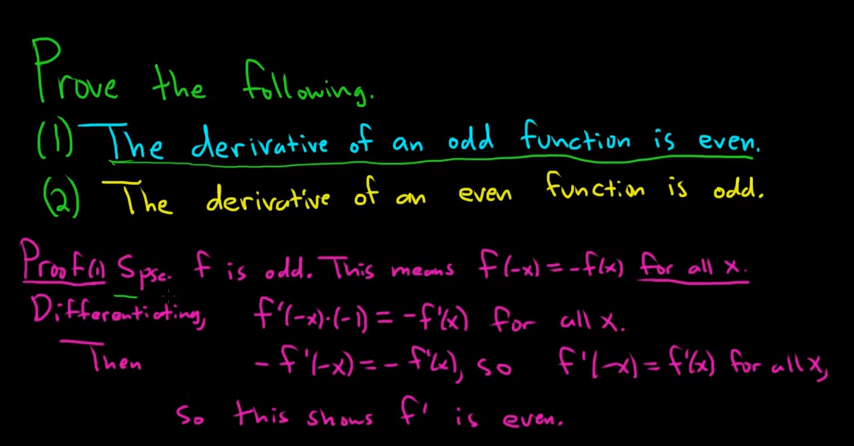 Prove the following.
(1) The derivative of an odd function is even.
(2) The derivative of an even function is odd.
Proof(1) Spse. f is odd. This means f(-x) = -f(x) for all x.
Differentiating, f'(-x)·(-1) = -f'(x) for all x.
Then -f'(-x) = -f'(x), so f'(-x) = f'(x) for all x,
so this shows f' is even.